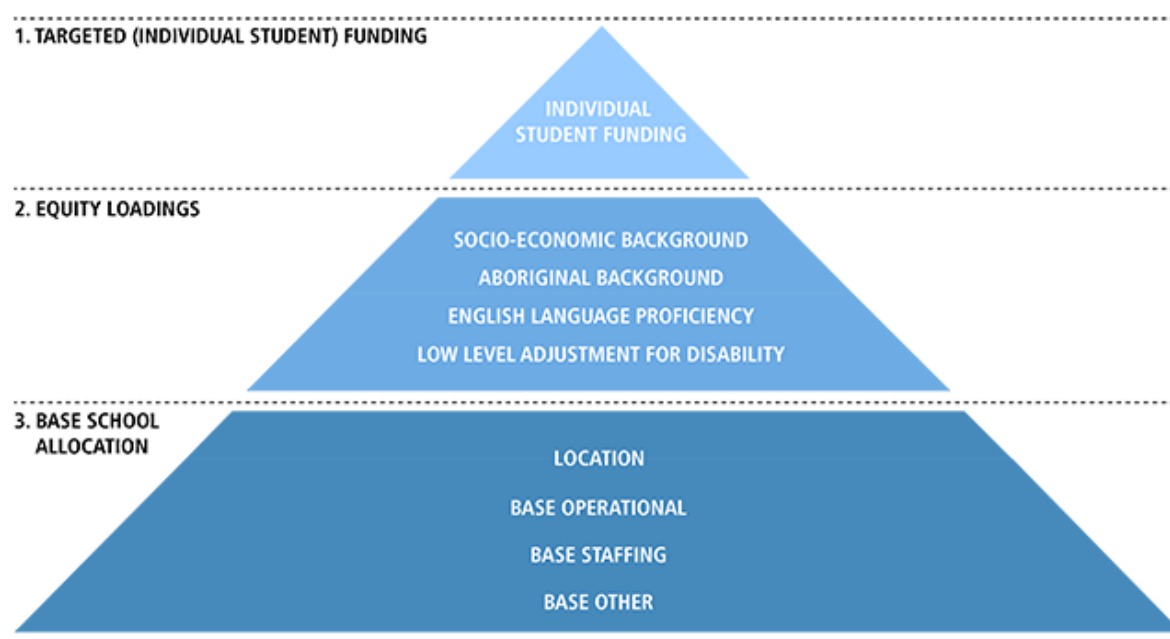 1. TARGETED (INDIVIDUAL STUDENT) FUNDING
INDIVIDUAL
STUDENT FUNDING
2. EQUITY LOADINGS
SOCIO-ECONOMIC BACKGROUND
ABORIGINAL BACKGROUND
ENGLISH LANGUAGE PROFICIENCY
LOW LEVEL ADJUSTMENT FOR DISABILITY
3. BASE SCHOOL
ALLOCATION
LOCATION
BASE OPERATIONAL
BASE STAFFING
BASE OTHER